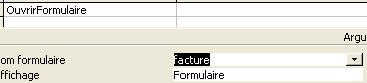 OuvrirFormulaire
Argu
om formulaire facture
ffichage Formulaire